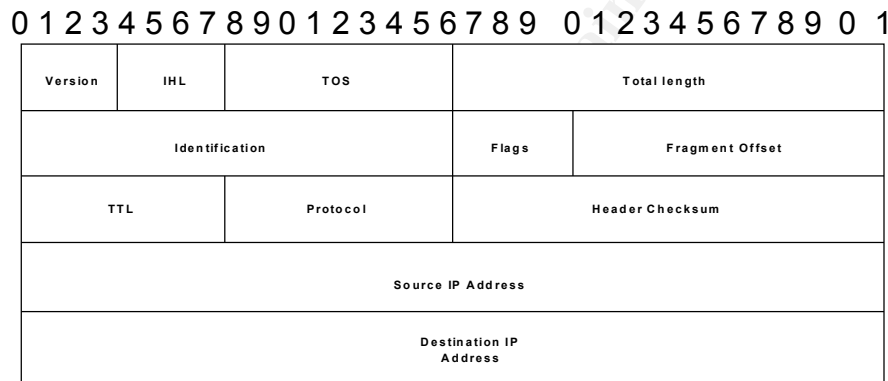 0 1 2 3 4 5 6 7 8 9 0 1 2 3 4 5 6 7 8 9 0 1 2 3 4 5 6 7 8 9 0 1
Version IHL TOS Total length
Identification Flags Fragment Offset
TTL Protocol Header Checksum
Source IP Address
Destination IP
Address